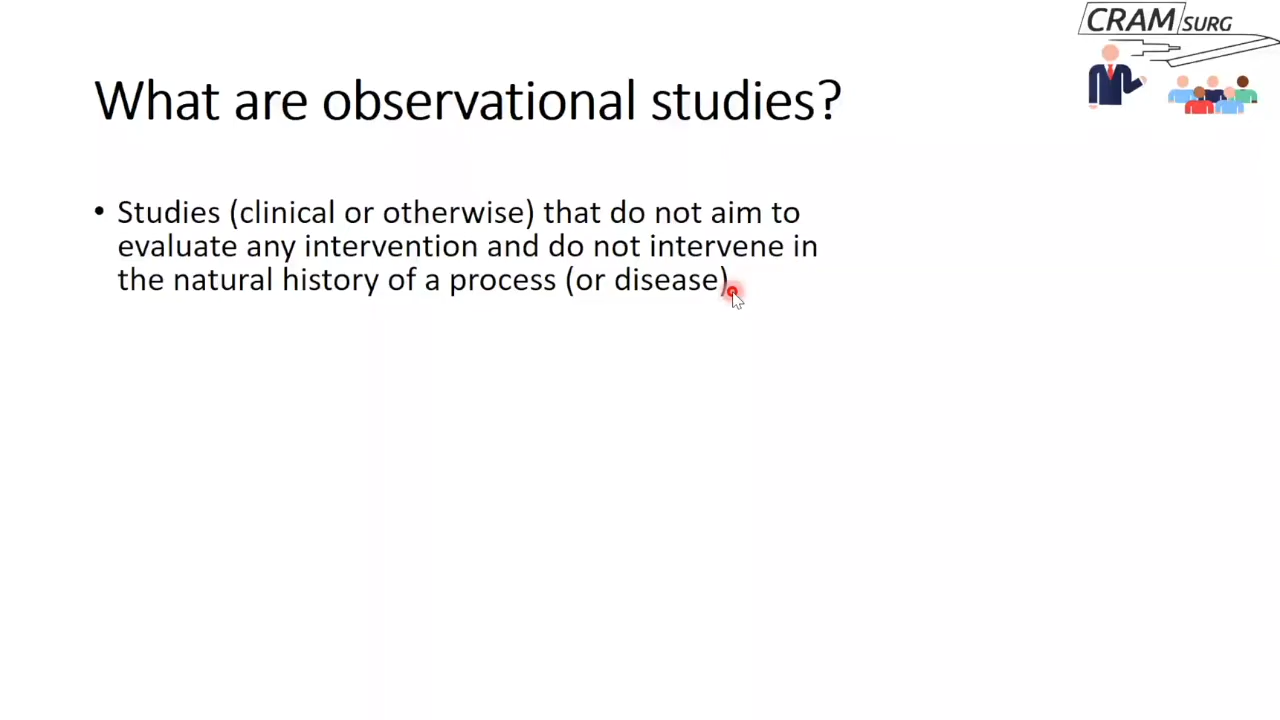 CRAM SURG
What are observational studies?
• Studies (clinical or otherwise) that do not aim to
evaluate any intervention and do not intervene in
the natural history of a process (or disease)